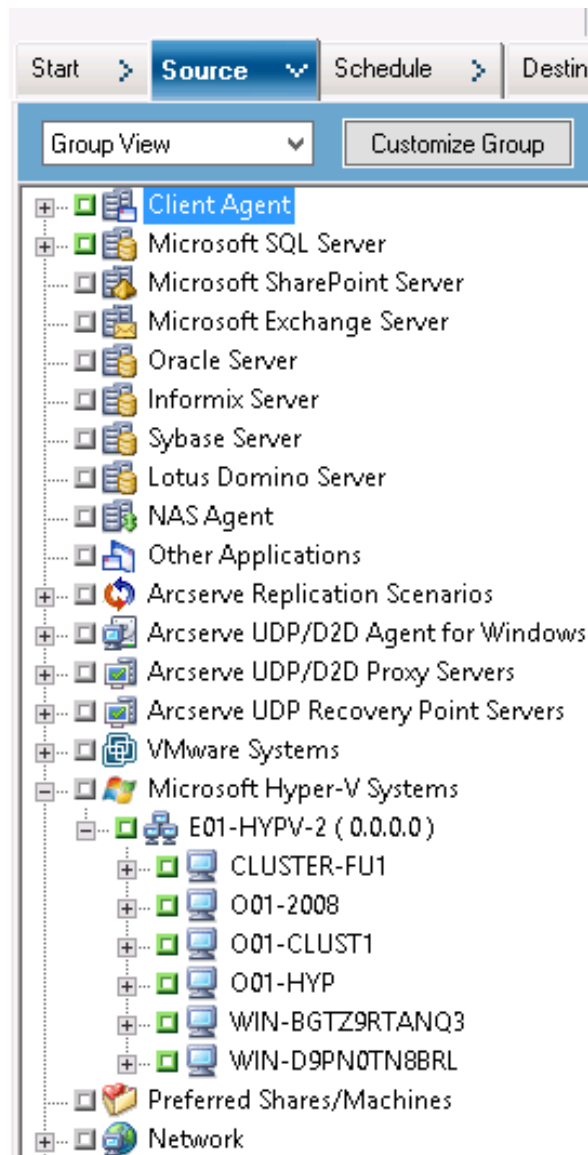 Start Source Schedule Destin
Group View Customize Group
Client Agent
Microsoft SQL Server
Microsoft SharePoint Server
Microsoft Exchange Server
Oracle Server
Informix Server
Sybase Server
Lotus Domino Server
NAS Agent
Other Applications
Arcserve Replication Scenarios
Arcserve UDP/D2D Agent for Windows
Arcserve UDP/D2D Proxy Servers
Arcserve UDP Recovery Point Servers
VMware Systems
Microsoft Hyper-V Systems
E01-HYPV-2 ( 0.0.0.0 )
CLUSTER-FU1
O01-2008
O01-CLUST1
O01-HYP
WIN-BGTZ9RTANQ3
WIN-D9PN0TN8BRL
Preferred Shares/Machines
Network